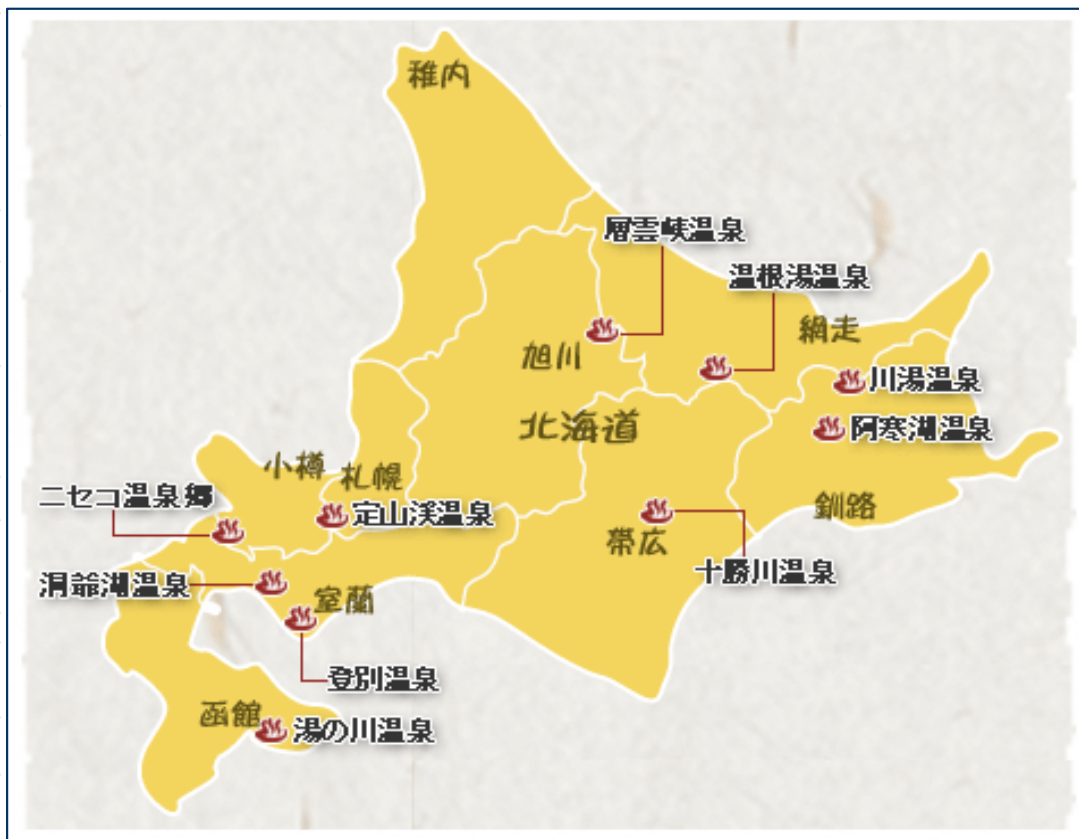 稚内
層雲峡温泉
温根湯温泉
網走
旭川
川湯温泉
北海道
阿寒湖温泉
小樽
札幌
ニセコ温泉郷
定山渓温泉
釧路
帯広
十勝川温泉
洞爺湖温泉
室蘭
登別温泉
函館
湯の川温泉